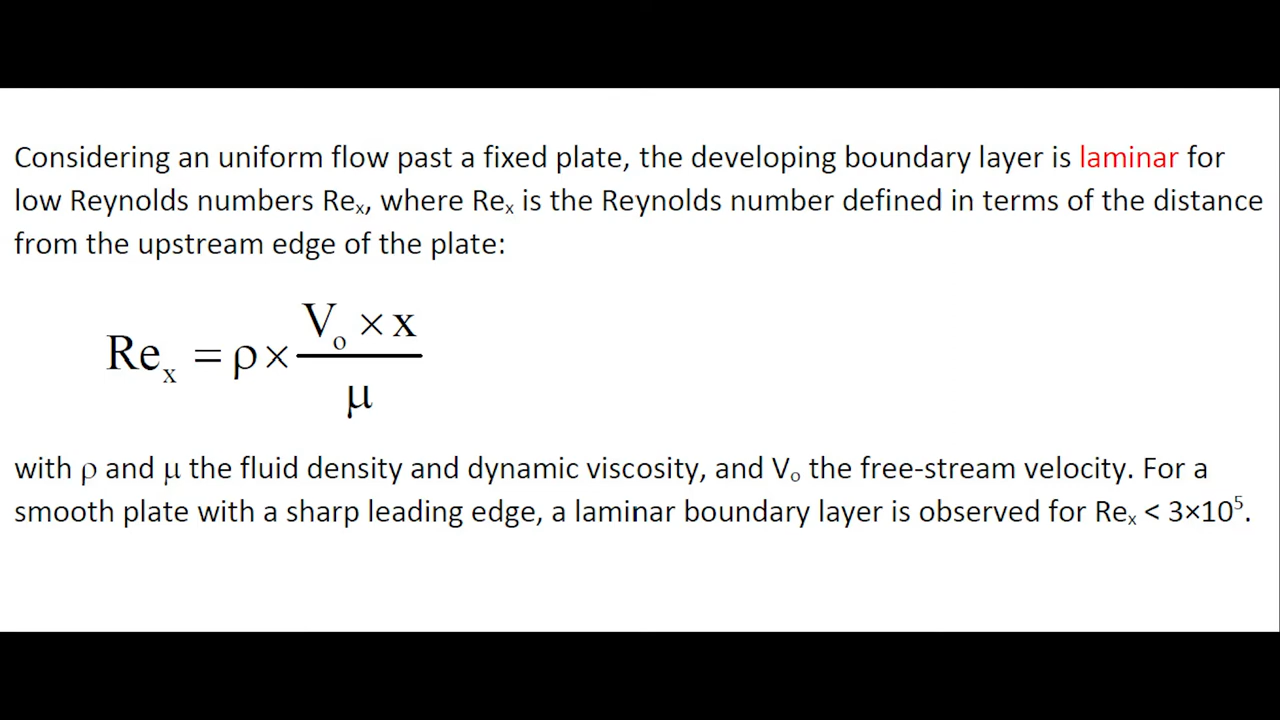 Considering an uniform flow past a fixed plate, the developing boundary layer is laminar for
low Reynolds numbers Reₓ, where Reₓ is the Reynolds number defined in terms of the distance
from the upstream edge of the plate:
Reₓ = ρ × (Vₒ × x) / μ
with ρ and μ the fluid density and dynamic viscosity, and Vₒ the free-stream velocity. For a
smooth plate with a sharp leading edge, a laminar boundary layer is observed for Reₓ < 3×10⁵.